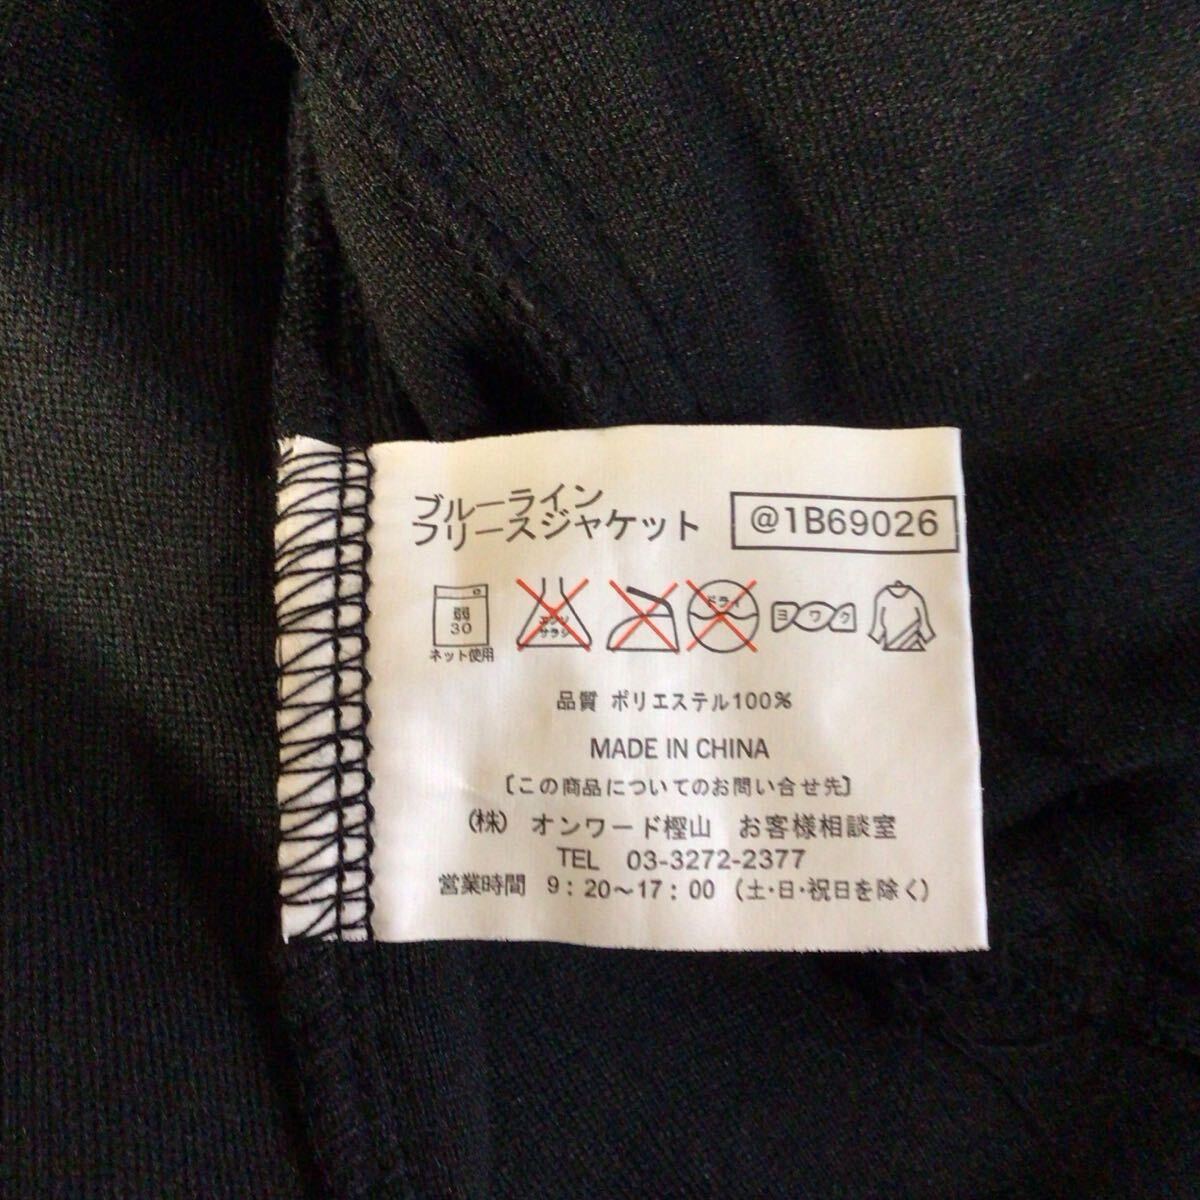 ブルーライン
フリースジャケット
@1B69026
弱
30
ネット使用
エンソ
サラシ
ドライ
ヨワク
品質 ポリエステル100%
MADE IN CHINA
〔この商品についてのお問い合せ先〕
(株) オンワード樫山 お客様相談室
TEL 03-3272-2377
営業時間 9:20～17:00 (土・日・祝日を除く)